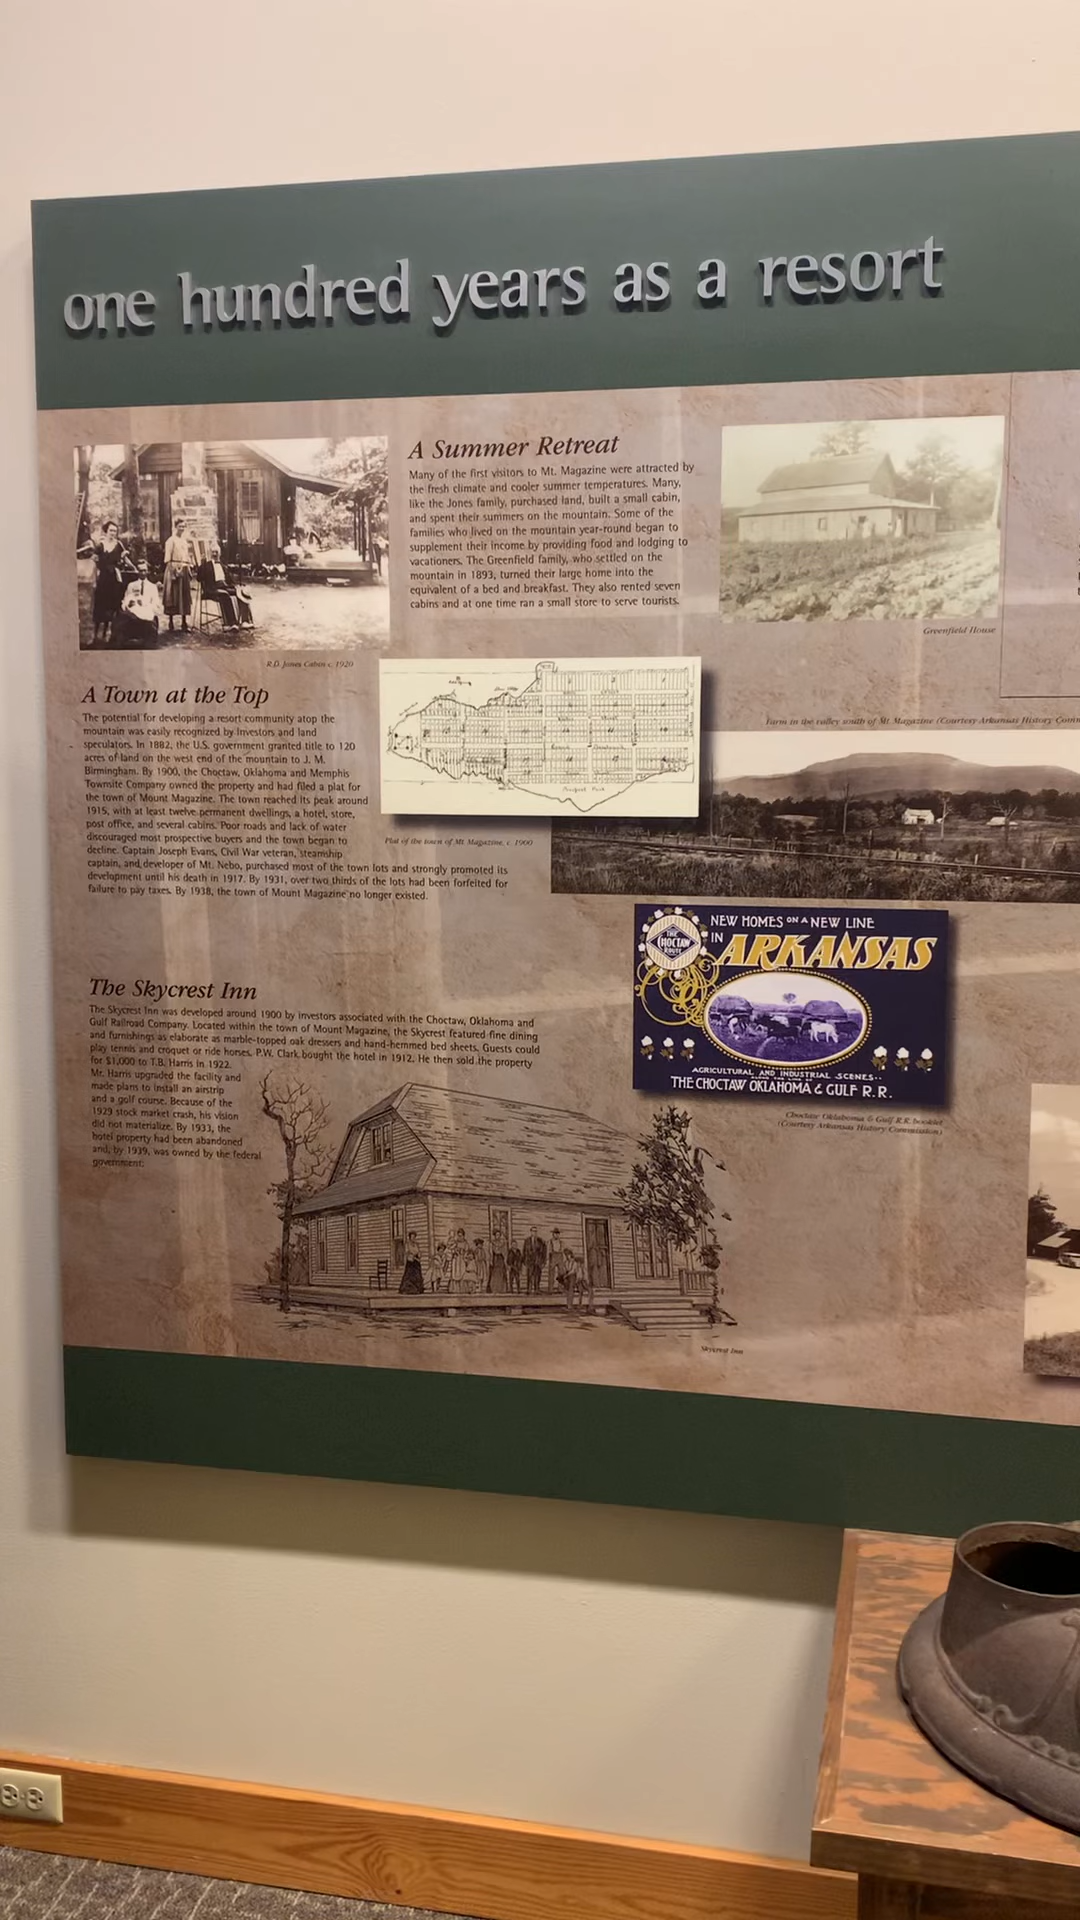 one hundred years as a resort
A Summer Retreat
Many of the first visitors to Mt. Magazine were attracted by
the fresh climate and cooler summer temperatures. Many,
like the Jones family, purchased land, built a small cabin,
and spent their summers on the mountain. Some of the
families who lived on the mountain year-round began to
supplement their income by providing food and lodging to
vacationers. The Greenfield family, who settled on the
mountain in 1893, turned their large home into the
equivalent of a bed and breakfast. They also rented seven
cabins and at one time ran a small store to serve tourists.
Greenfield House
R.D. Jones Cabin c. 1920
A Town at the Top
The potential for developing a resort community atop the
mountain was easily recognized by investors and land
speculators. In 1882, the U.S. government granted title to 120
acres of land on the west end of the mountain to J. M.
Birmingham. By 1900, the Choctaw, Oklahoma and Memphis
Townsite Company owned the property and had filed a plat for
the town of Mount Magazine. The town reached its peak around
1915, with at least twelve permanent dwellings, a hotel, store,
post office, and several cabins. Poor roads and lack of water
discouraged most prospective buyers and the town began to
decline. Captain Joseph Evans, Civil War veteran, steamship
captain, and developer of Mt. Nebo, purchased most of the town lots and strongly promoted its
development until his death in 1917. By 1931, over two thirds of the lots had been forfeited for
failure to pay taxes. By 1938, the town of Mount Magazine no longer existed.
Prospect Park
Plat of the town of Mt. Magazine, c. 1900
Farm in the valley south of Mt. Magazine (Courtesy Arkansas History Comm
THE
CHOCTAW
ROUTE
NEW HOMES ON A NEW LINE
IN ARKANSAS
AGRICULTURAL AND INDUSTRIAL SCENES
ALONG THE LINE OF
THE CHOCTAW OKLAHOMA & GULF R.R.
Choctaw Oklahoma & Gulf R.R. booklet
(Courtesy Arkansas History Commission)
The Skycrest Inn
The Skycrest Inn was developed around 1900 by investors associated with the Choctaw, Oklahoma and
Gulf Railroad Company. Located within the town of Mount Magazine, the Skycrest featured fine dining
and furnishings as elaborate as marble-topped oak dressers and hand-hemmed bed sheets. Guests could
play tennis and croquet or ride horses. P.W. Clark bought the hotel in 1912. He then sold the property
for $1,000 to T.B. Harris in 1922.
Mr. Harris upgraded the facility and
made plans to install an airstrip
and a golf course. Because of the
1929 stock market crash, his vision
did not materialize. By 1933, the
hotel property had been abandoned
and, by 1939, was owned by the federal
government.
Skycrest Inn